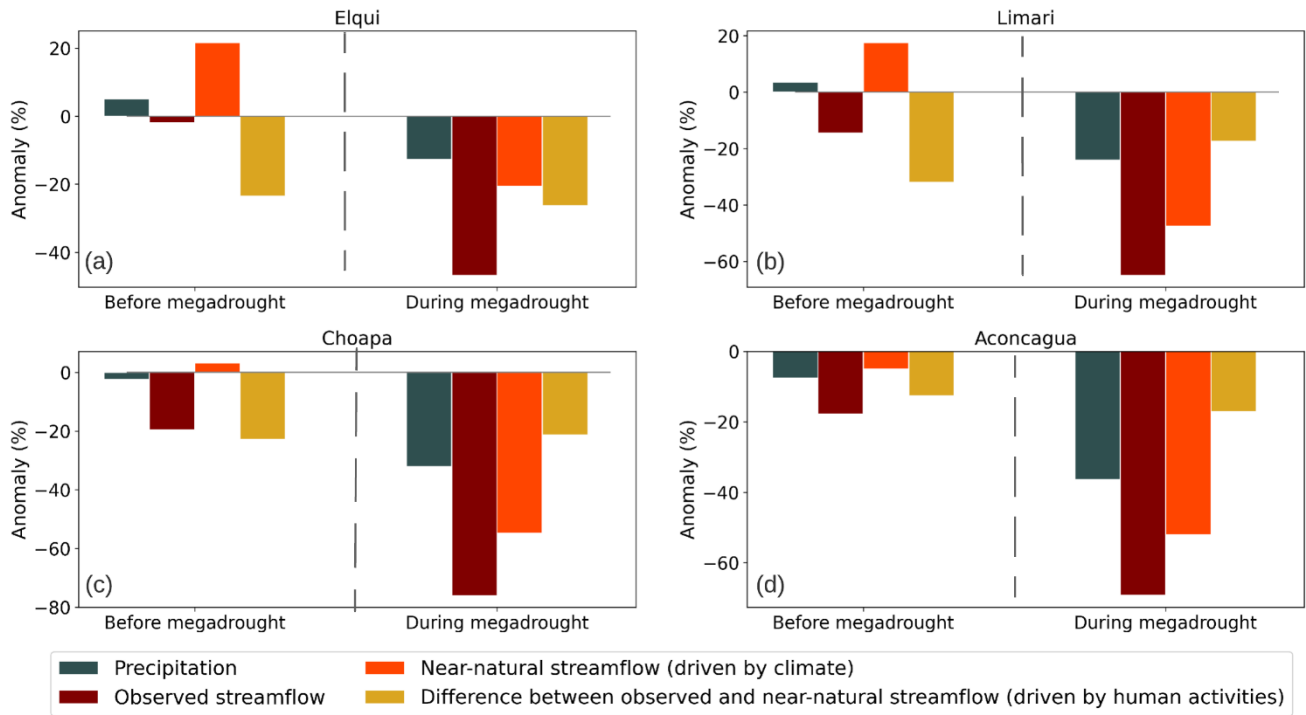 Elqui
Limari
20
0
−20
−40
Anomaly (%)
(a)
Before megadrought
During megadrought
20
0
−20
−40
−60
Anomaly (%)
(b)
Before megadrought
During megadrought
Choapa
Aconcagua
0
−20
−40
−60
−80
Anomaly (%)
(c)
Before megadrought
During megadrought
0
−20
−40
−60
Anomaly (%)
(d)
Before megadrought
During megadrought
Precipitation
Near-natural streamflow (driven by climate)
Observed streamflow
Difference between observed and near-natural streamflow (driven by human activities)